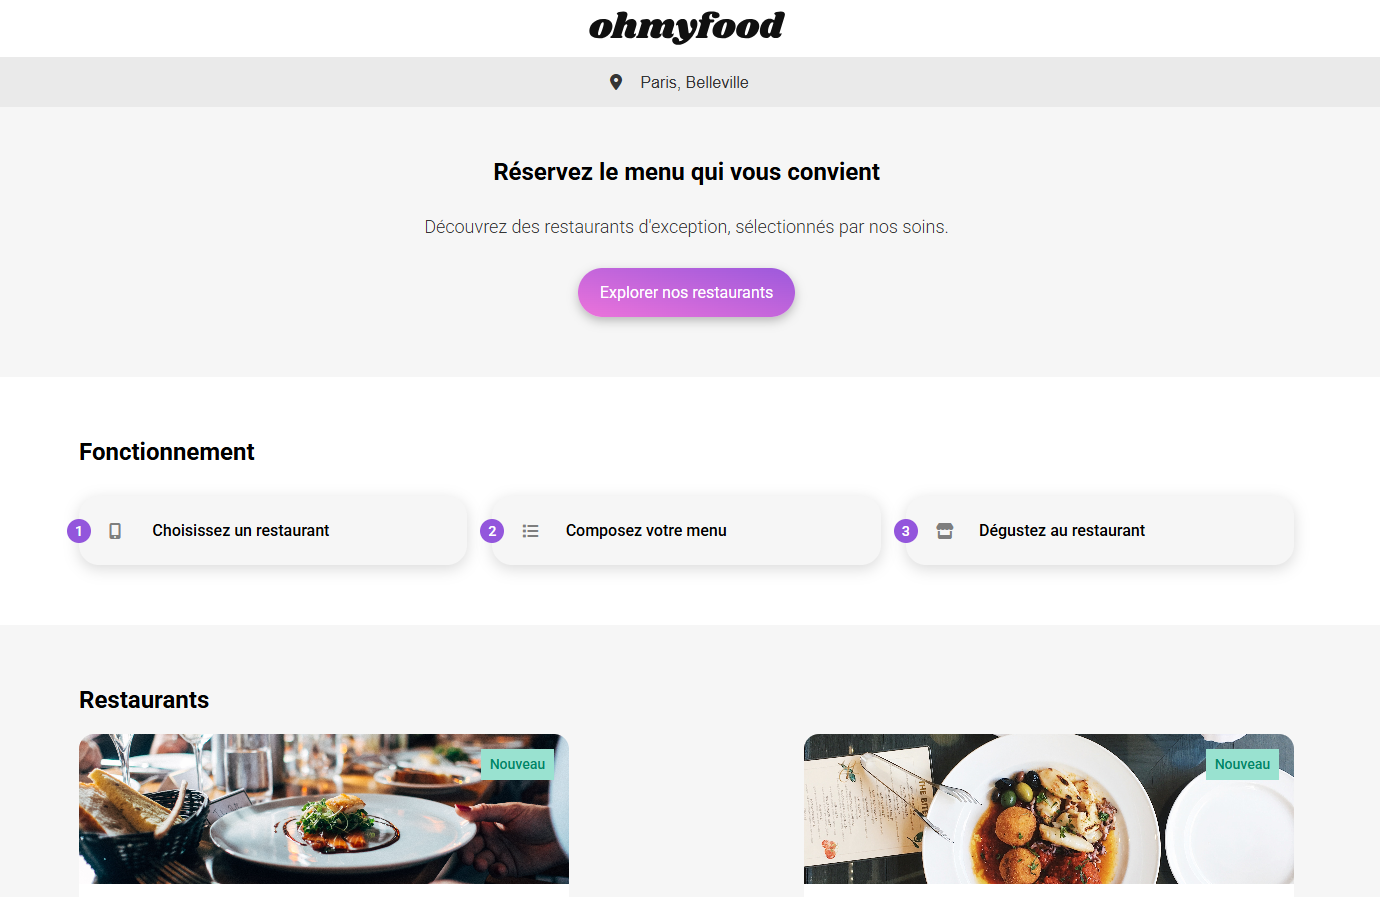 ohmyfood
Paris, Belleville
Réservez le menu qui vous convient
Découvrez des restaurants d'exception, sélectionnés par nos soins.
Explorer nos restaurants
Fonctionnement
1 Choisissez un restaurant
2 Composez votre menu
3 Dégustez au restaurant
Restaurants
Nouveau
Nouveau